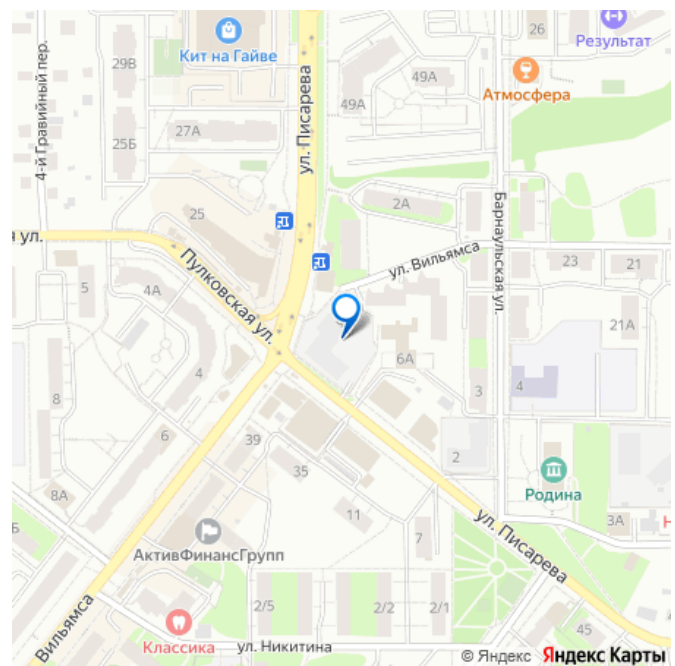 26
Результат
Кит на Гайве
29В
49А
49А
Атмосфера
4-й Гравийный пер.
ул. Писарева
27А
25Б
2А
Барнаульская ул.
25
я ул.
ул. Вильямса
23
21
Пулковская ул.
5
4А
21А
6А
4
3
4
8
6
39
2
35
Родина
8А
11
3А
Н
Б
7
ул. Писарева
АктивФинансГрупп
2/5
2/2
2/1
45
Вильямса
Классика
ул. Никитина
© Яндекс Яндекс Карты